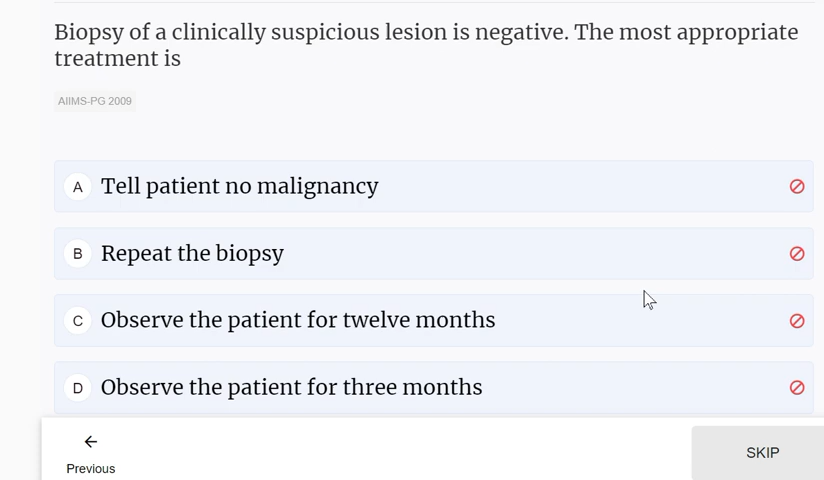 Biopsy of a clinically suspicious lesion is negative. The most appropriate
treatment is
AIIMS-PG 2009
A Tell patient no malignancy
B Repeat the biopsy
C Observe the patient for twelve months
D Observe the patient for three months
Previous
SKIP